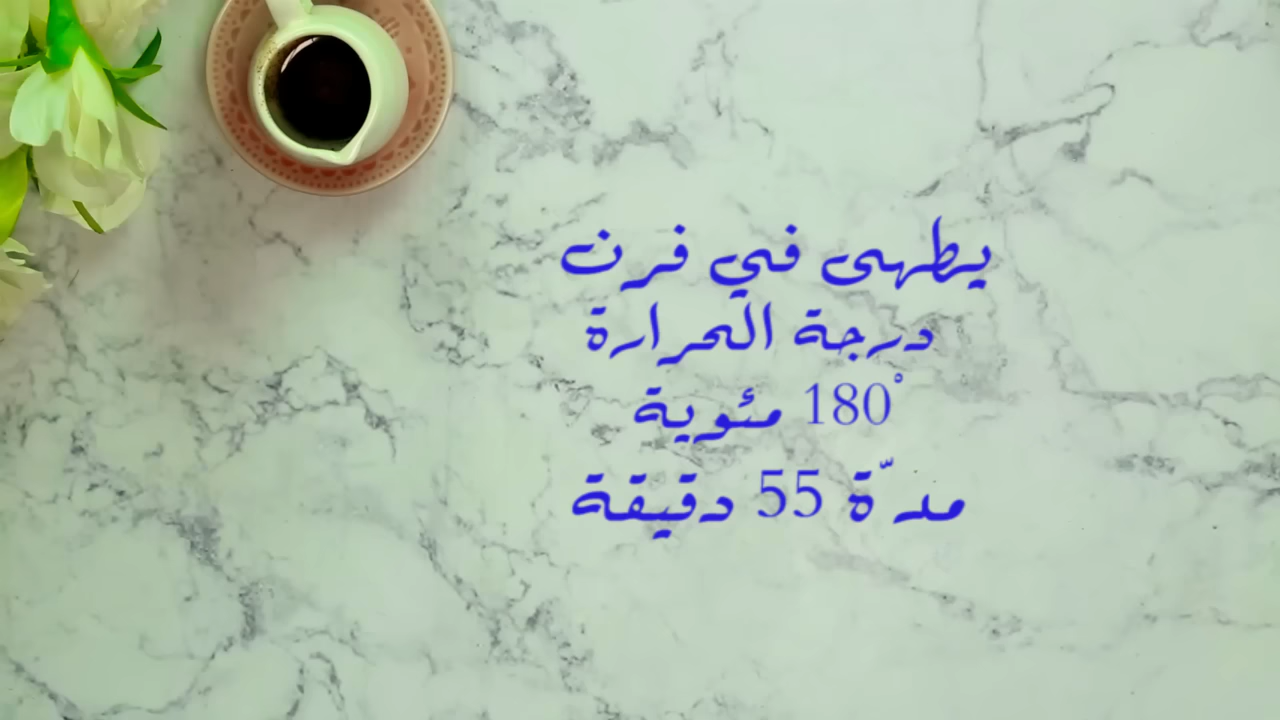 يطهى في فرن
درجة الحرارة
180 ْ مئوية
مدّة 55 دقيقة